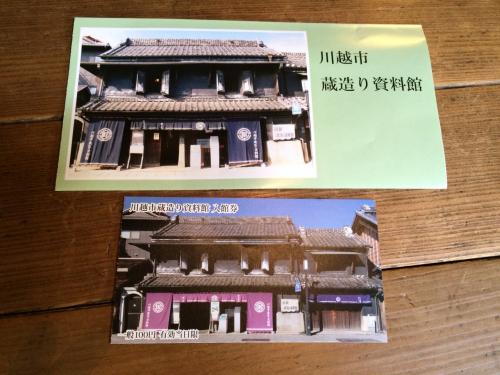 川越市
蔵造り資料館
川越市蔵造り資料館 入館券
一般100円 有効当日限